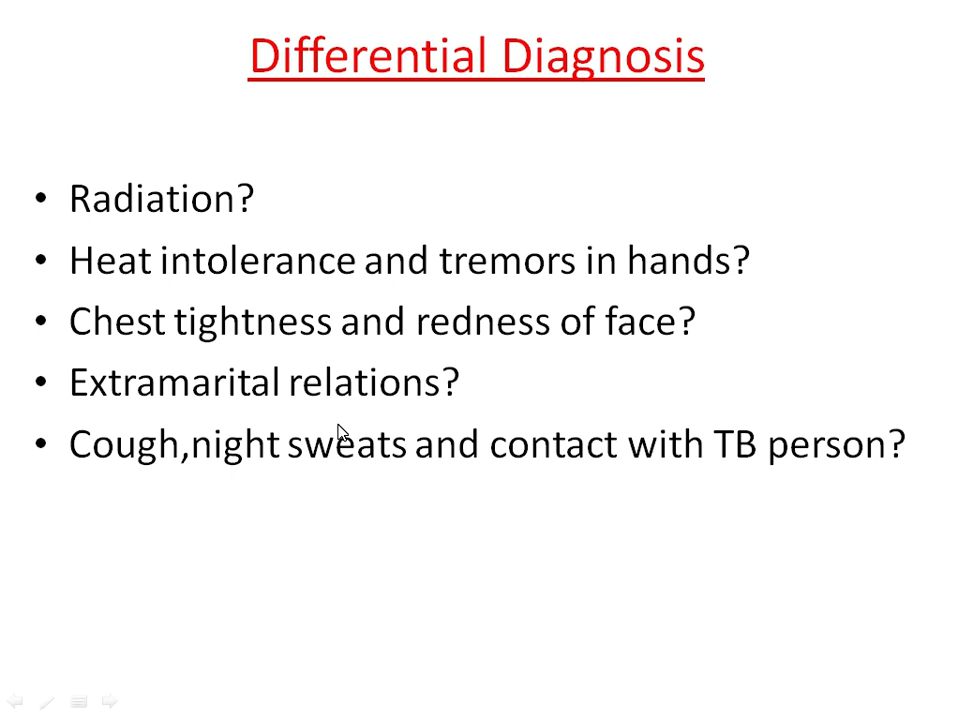 Differential Diagnosis
• Radiation?
• Heat intolerance and tremors in hands?
• Chest tightness and redness of face?
• Extramarital relations?
• Cough,night sweats and contact with TB person?